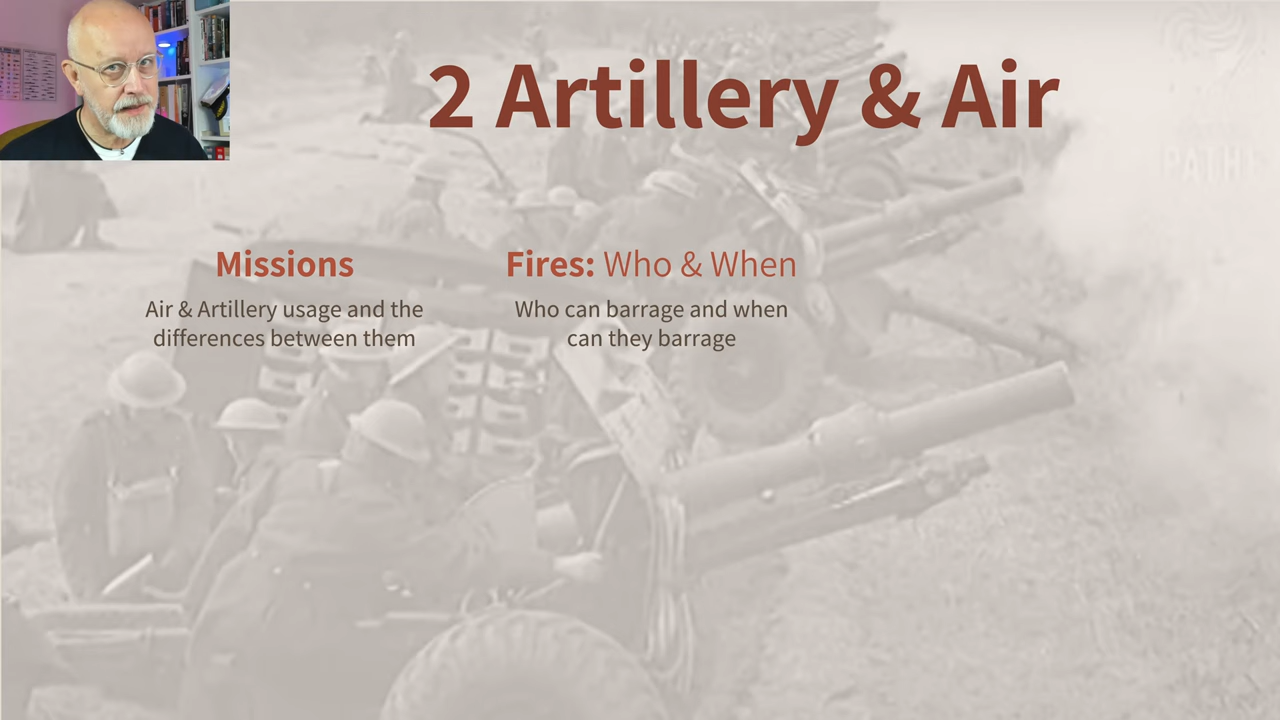 2 Artillery & Air
PATH
Missions
Fires: Who & When
Air & Artillery usage and the
differences between them
Who can barrage and when
can they barrage